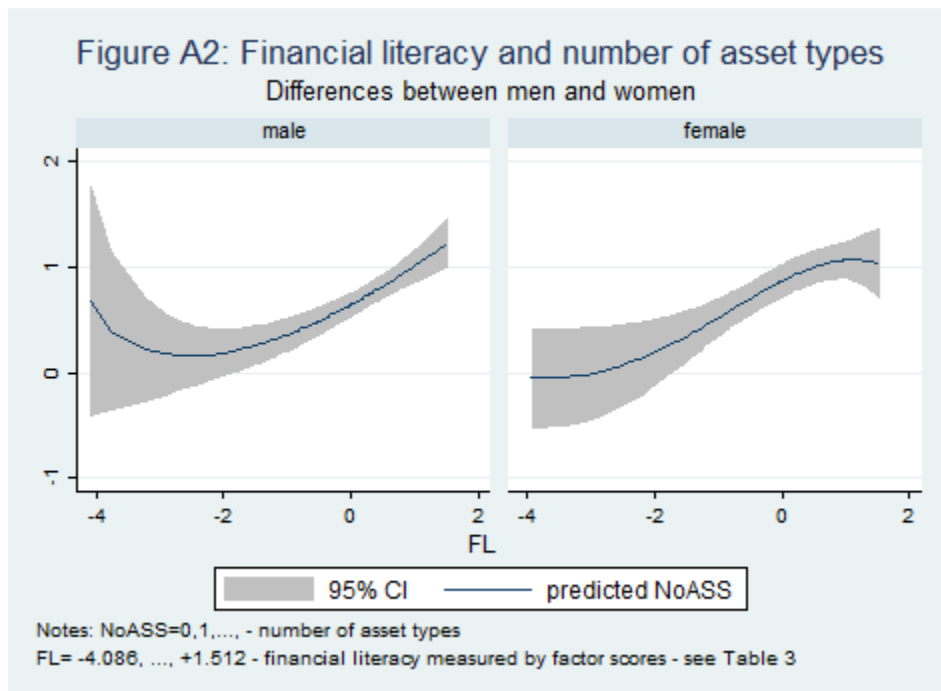 Figure A2: Financial literacy and number of asset types
Differences between men and women
male
female
2
1
0
-1
-4
-2
0
2
-4
-2
0
2
FL
95% CI
predicted NoASS
Notes: NoASS=0,1,..., - number of asset types
FL= -4.086, ..., +1.512 - financial literacy measured by factor scores - see Table 3